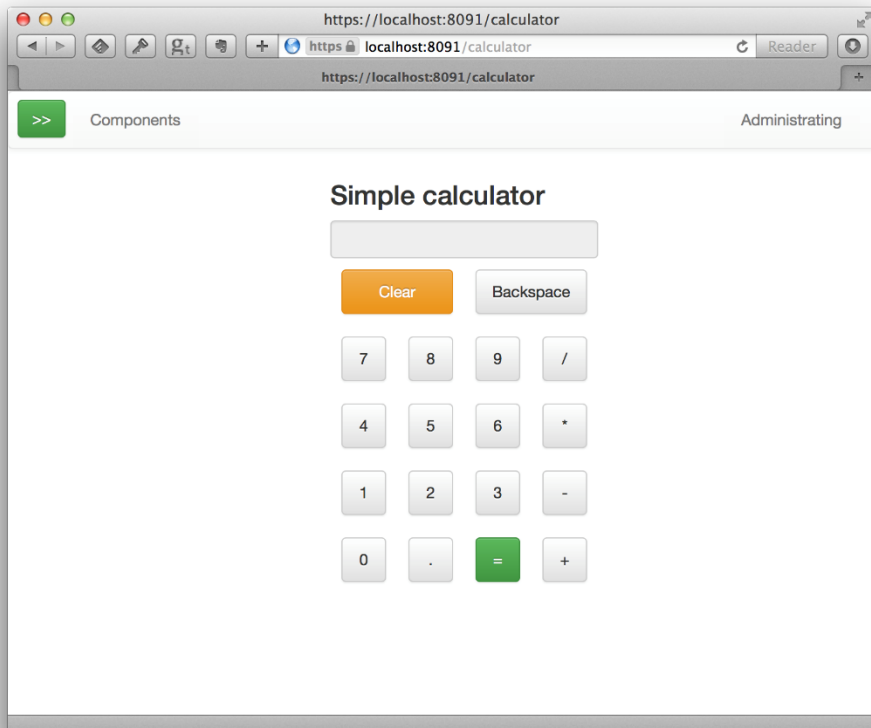 https://localhost:8091/calculator
g_t + https localhost:8091/calculator Reader
https://localhost:8091/calculator +
>> Components Administrating
Simple calculator
Clear Backspace
7 8 9 /
4 5 6 *
1 2 3 -
0 . = +